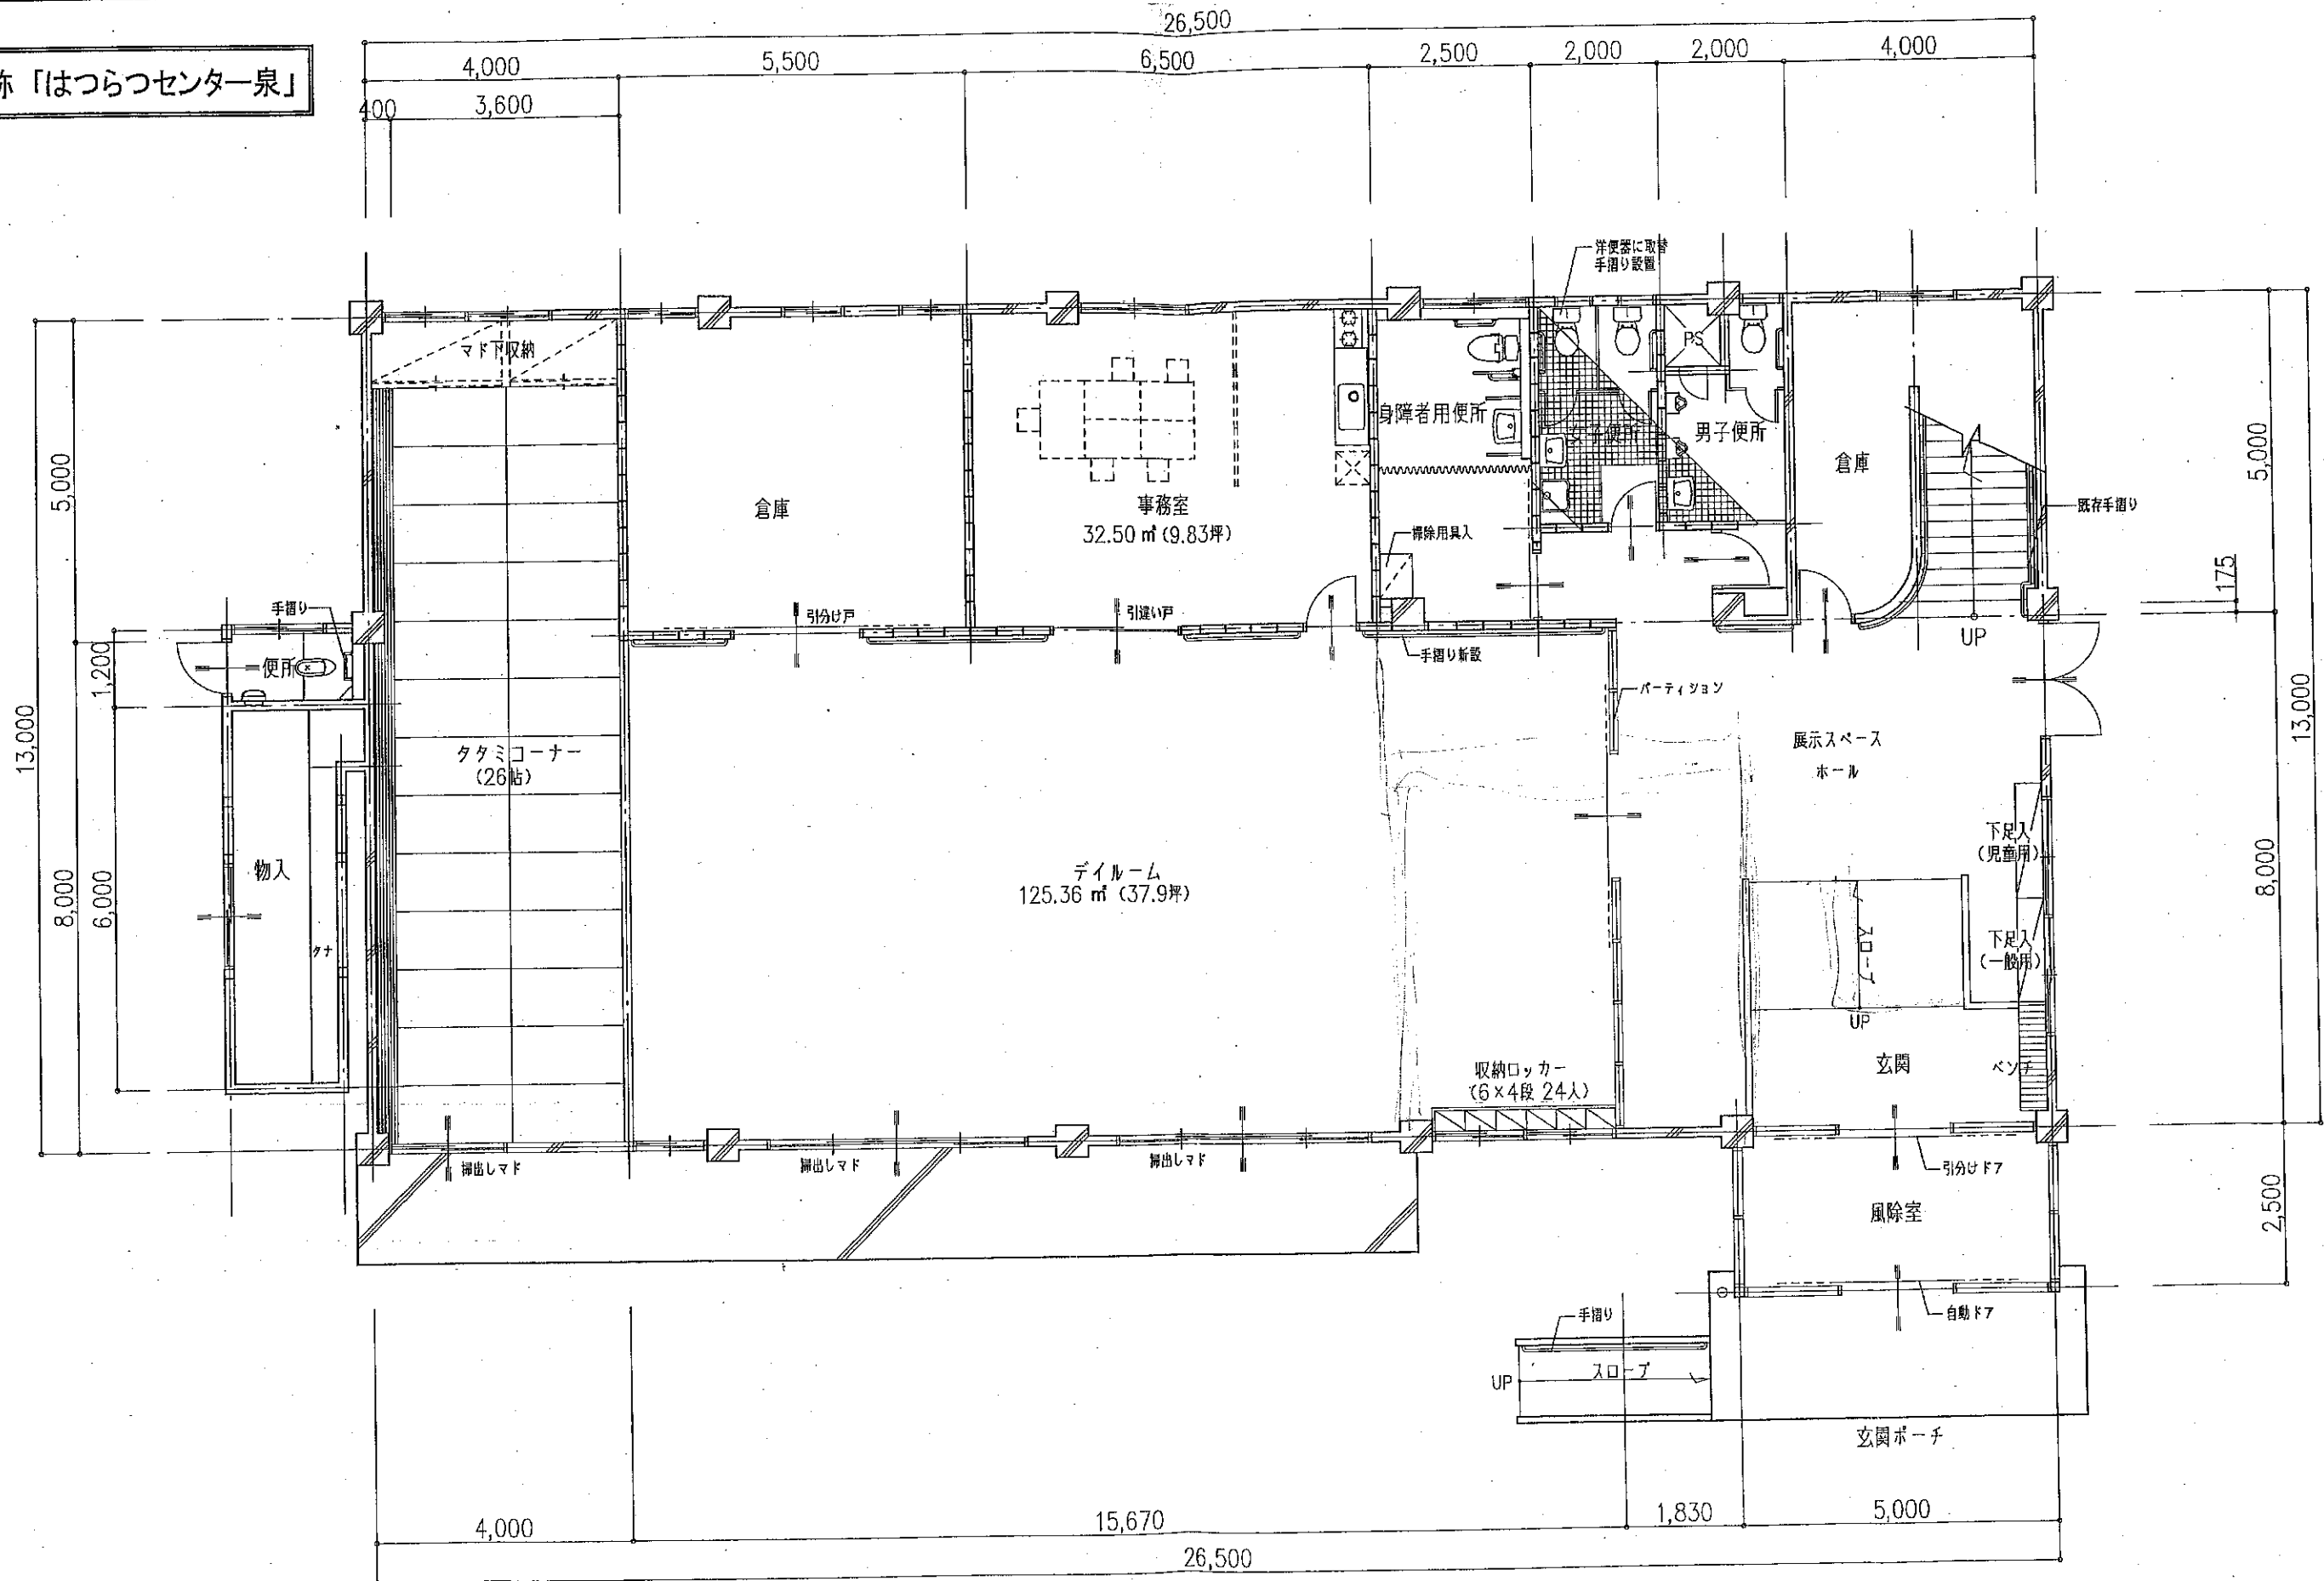 称「はつらつセンター泉」
26,500
4,000
5,500
6,500
2,500
2,000
2,000
4,000
400
3,600
洋便器に取替
手摺り設置
マド下収納
PS
身障者用便所
女子便所
男子便所
倉庫
倉庫
事務室
32.50 ㎡ (9.83坪)
掃除用具入
既存手摺り
5,000
5,000
175
手摺り
引分け戸
引違い戸
UP
便所
手摺り新設
パーティション
1,200
13,000
13,000
タタミコーナー
(26帖)
展示スペース
ホール
下足入
(児童用)
物入
デイルーム
125.36 ㎡ (37.9坪)
8,000
6,000
8,000
タナ
スロープ
下足入
(一般用)
UP
玄関
ベンチ
収納ロッカー
(6×4段 24人)
掃出しマド
掃出しマド
掃出しマド
引分けドア
風除室
2,500
手摺り
自動ドア
UP
スロープ
玄関ポーチ
4,000
15,670
1,830
5,000
26,500